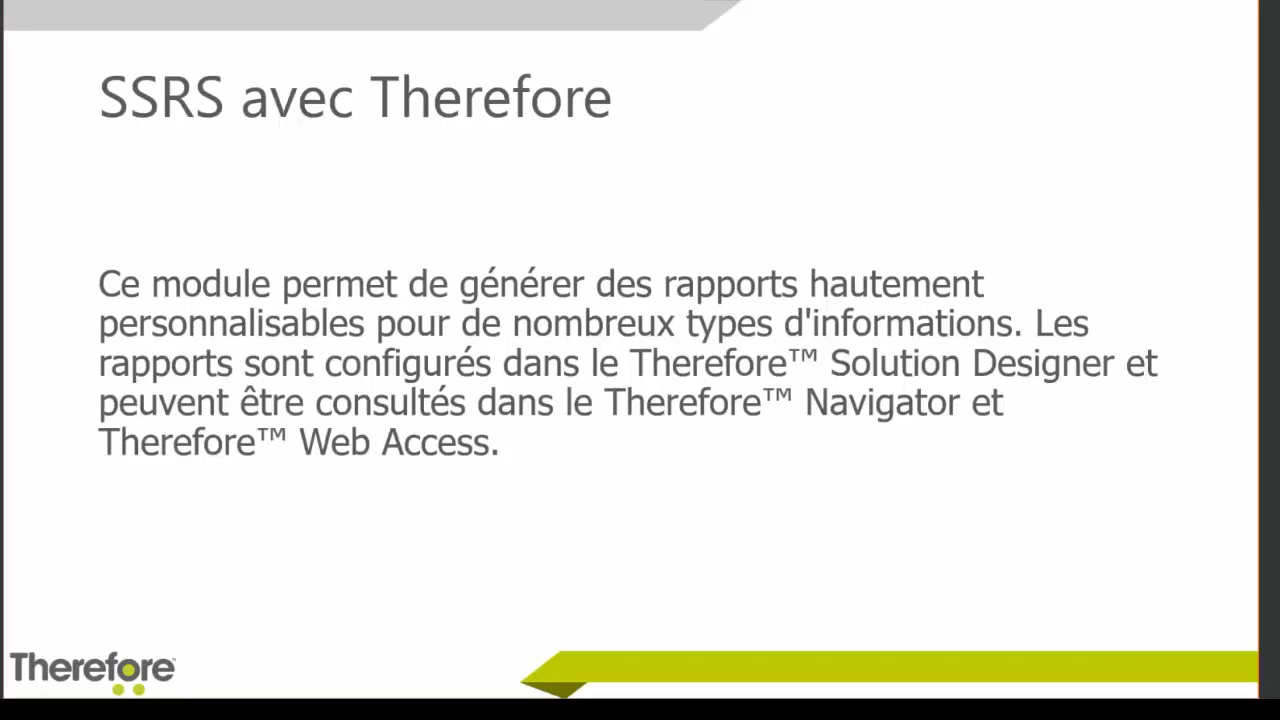 SSRS avec Therefore
Ce module permet de générer des rapports hautement
personnalisables pour de nombreux types d'informations. Les
rapports sont configurés dans le Therefore™ Solution Designer et
peuvent être consultés dans le Therefore™ Navigator et
Therefore™ Web Access.
Therefore™